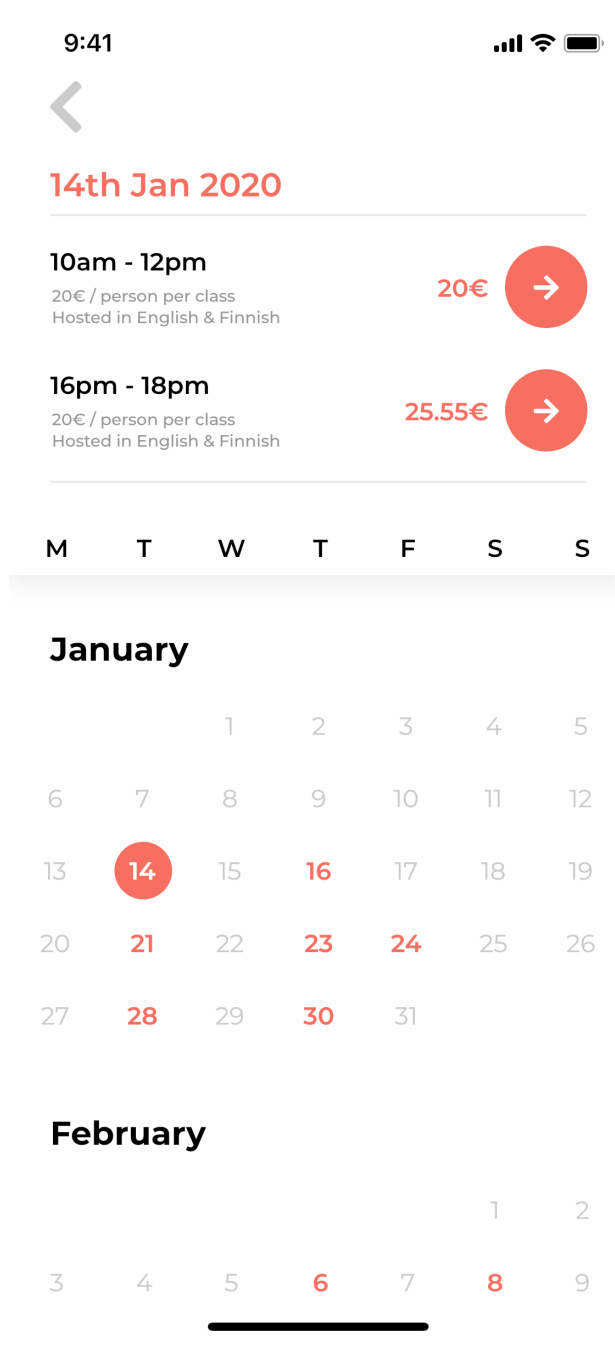 9:41
14th Jan 2020
10am - 12pm
20€ / person per class
Hosted in English & Finnish
20€
16pm - 18pm
20€ / person per class
Hosted in English & Finnish
25.55€
M T W T F S S
January
1 2 3 4 5
6 7 8 9 10 11 12
13 14 15 16 17 18 19
20 21 22 23 24 25 26
27 28 29 30 31
February
1 2
3 4 5 6 7 8 9